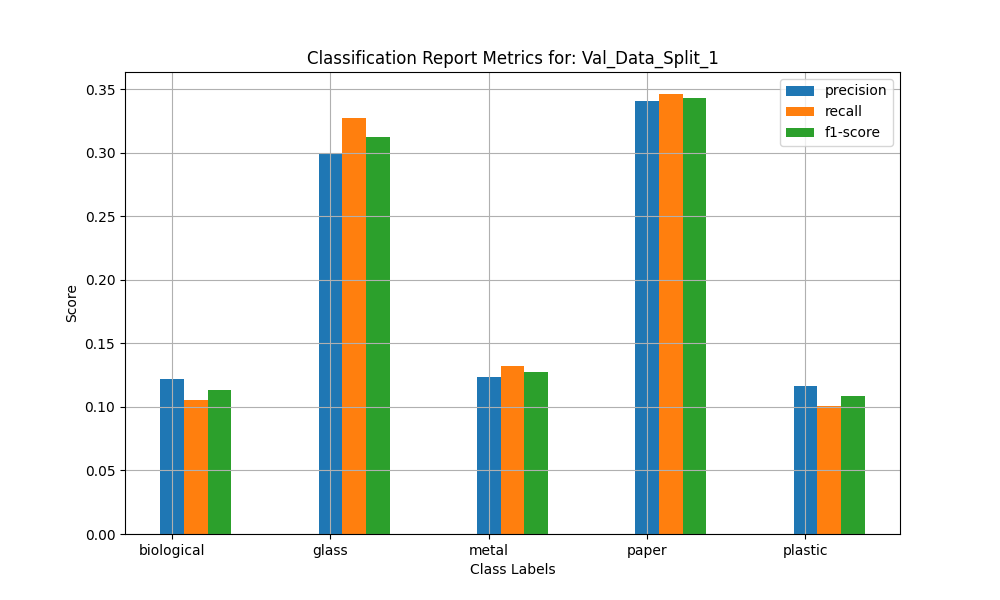 Classification Report Metrics for: Val_Data_Split_1
precision
recall
f1-score
0.35
0.30
0.25
0.20
0.15
0.10
0.05
0.00
Score
biological glass metal paper plastic
Class Labels